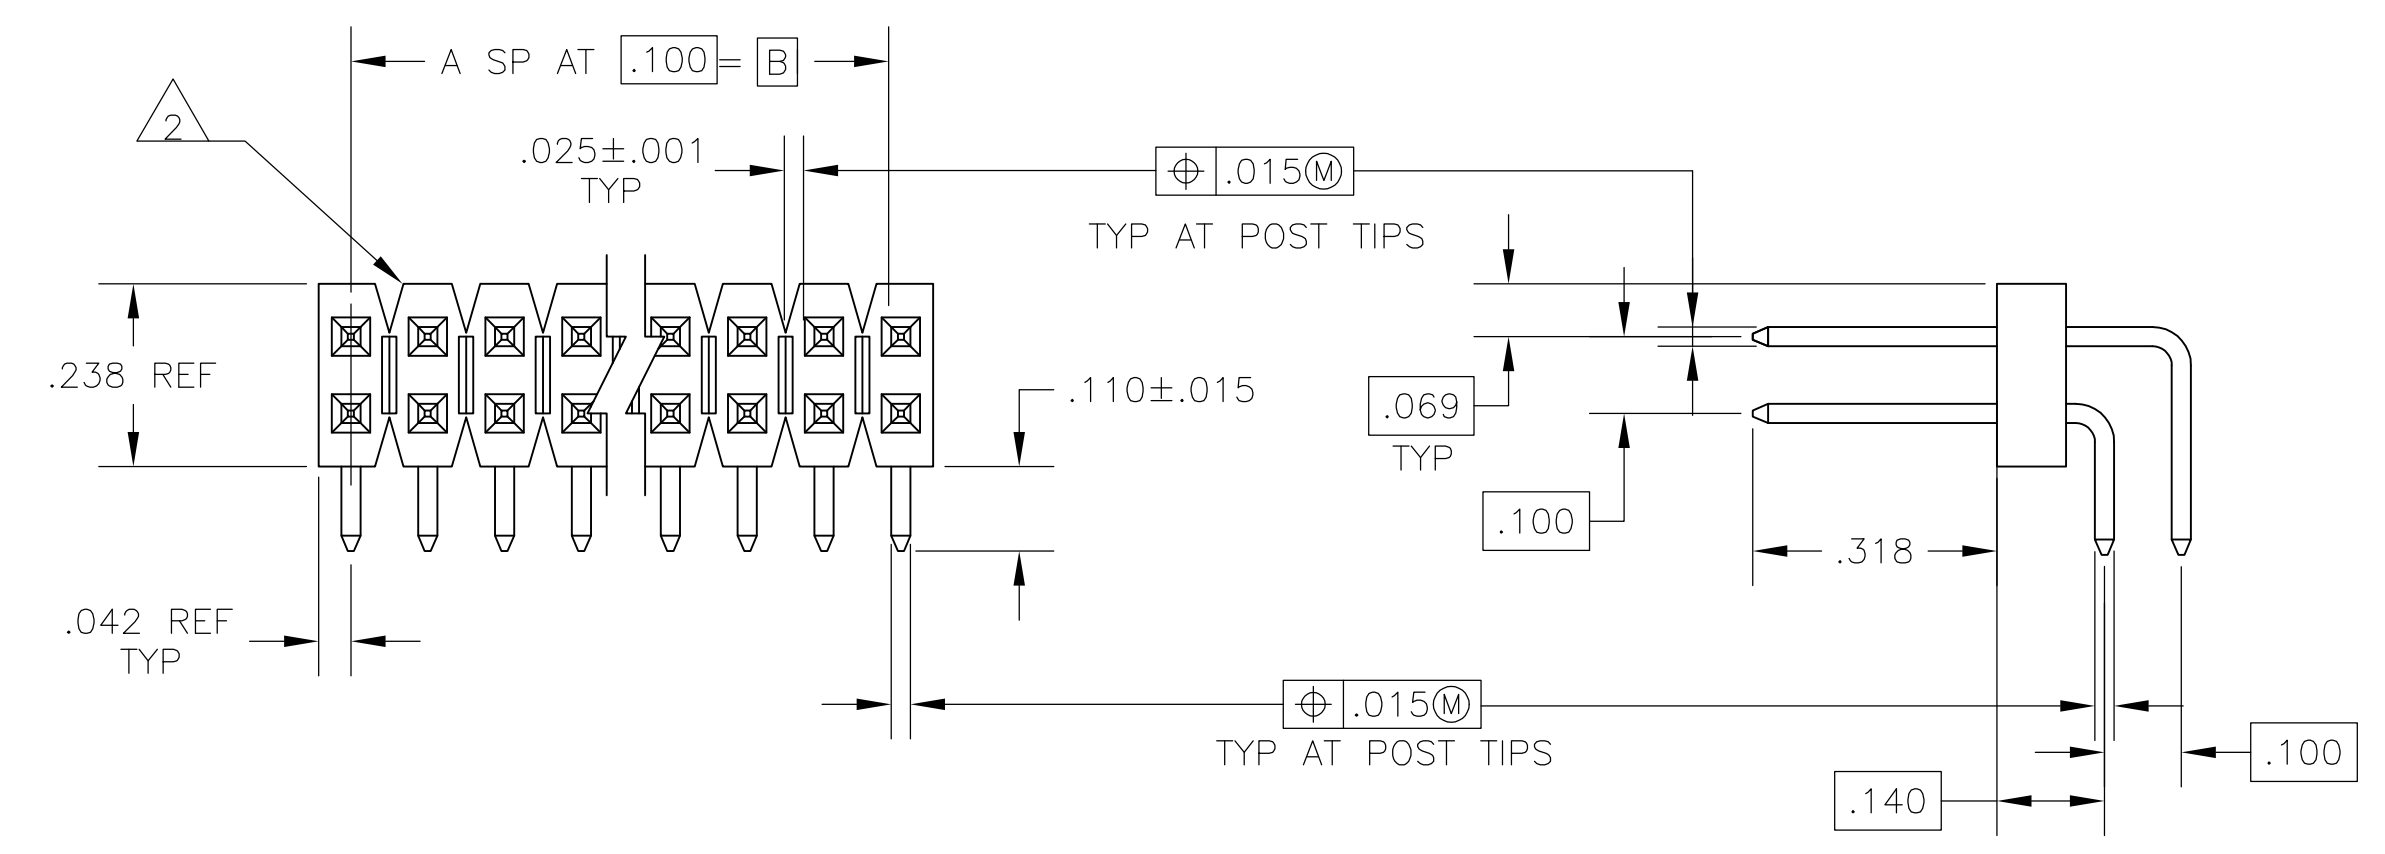 A SP AT .100 = B
2
.025±.001
TYP
⌖ .015Ⓜ
TYP AT POST TIPS
.238 REF
.110±.015
.069
TYP
.100
.318
.042 REF
TYP
⌖ .015Ⓜ
TYP AT POST TIPS
.100
.140